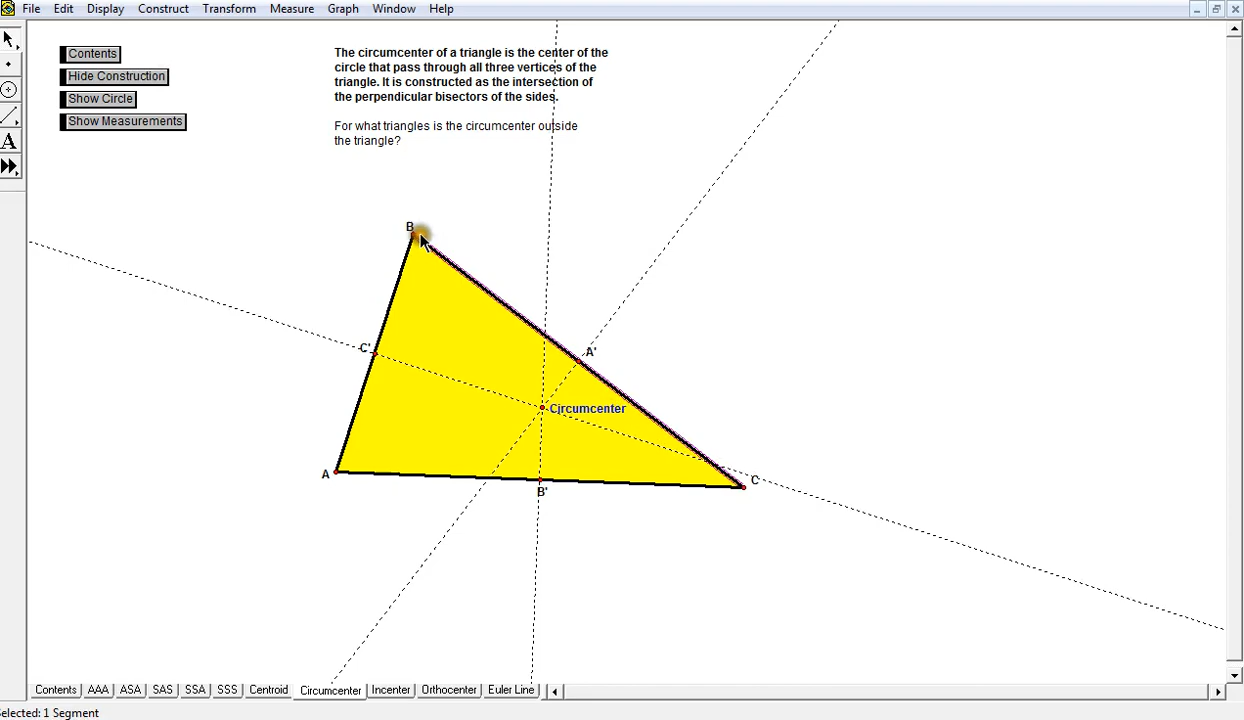 File Edit Display Construct Transform Measure Graph Window Help
Contents
Hide Construction
Show Circle
Show Measurements
The circumcenter of a triangle is the center of the
circle that pass through all three vertices of the
triangle. It is constructed as the intersection of
the perpendicular bisectors of the sides.
For what triangles is the circumcenter outside
the triangle?
A
B
C'
A'
Circumcenter
A
B'
C
Contents AAA ASA SAS SSA SSS Centroid Circumcenter Incenter Orthocenter Euler Line
Selected: 1 Segment